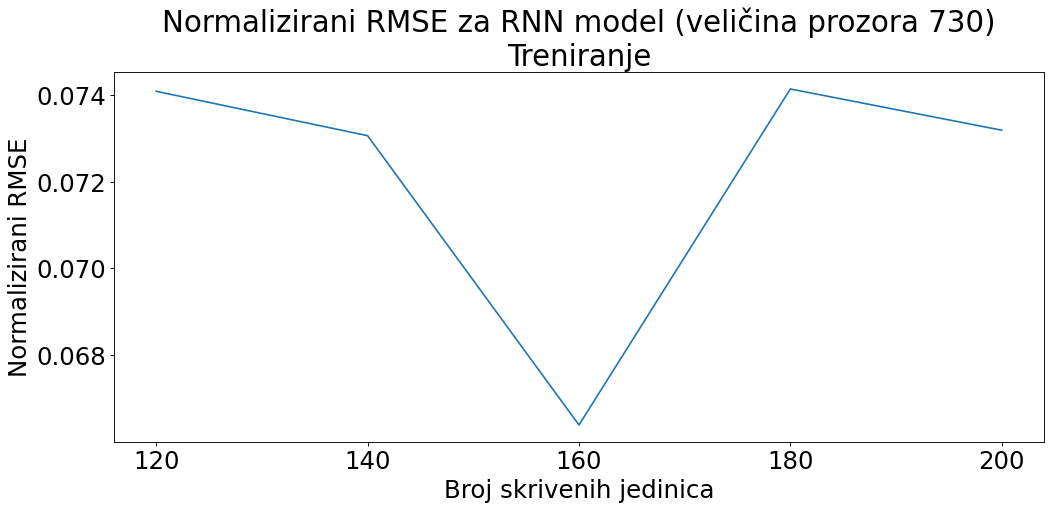 Normalizirani RMSE za RNN model (veličina prozora 730)
Treniranje
Normalizirani RMSE
0.074
0.072
0.070
0.068
120 140 160 180 200
Broj skrivenih jedinica